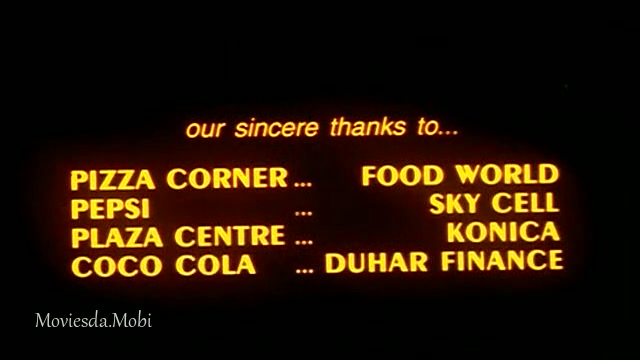 our sincere thanks to...
PIZZA CORNER ... FOOD WORLD
PEPSI ... SKY CELL
PLAZA CENTRE ... KONICA
COCO COLA ... DUHAR FINANCE
Moviesda.Mobi